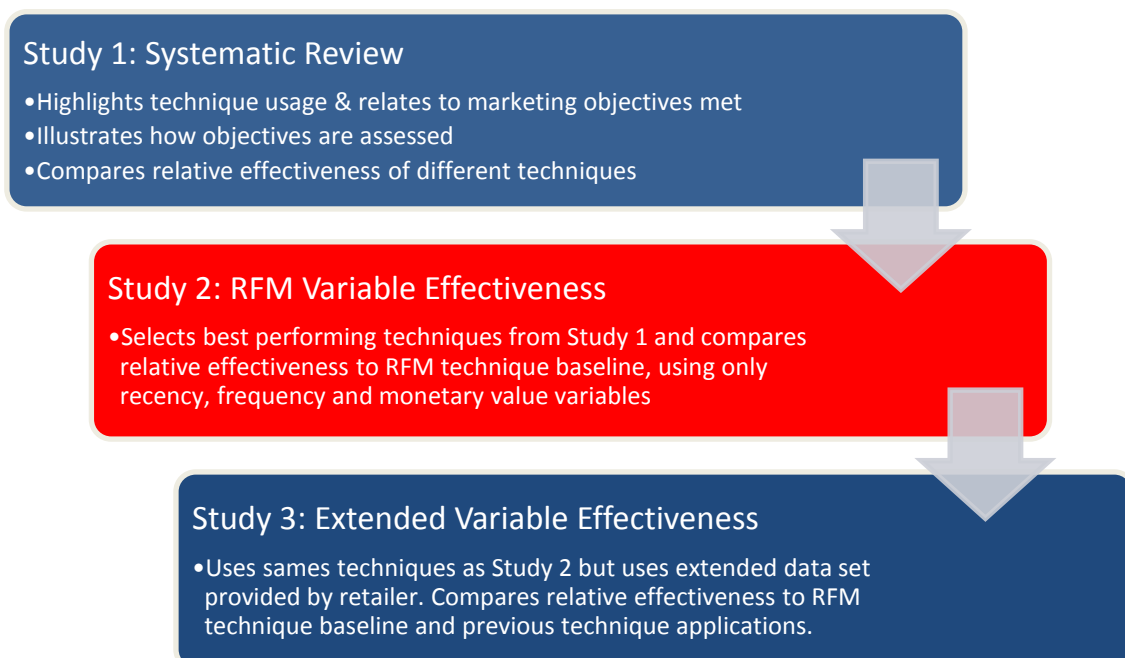 Study 1: Systematic Review
•Highlights technique usage & relates to marketing objectives met
•Illustrates how objectives are assessed
•Compares relative effectiveness of different techniques
Study 2: RFM Variable Effectiveness
•Selects best performing techniques from Study 1 and compares
relative effectiveness to RFM technique baseline, using only
recency, frequency and monetary value variables
Study 3: Extended Variable Effectiveness
•Uses sames techniques as Study 2 but uses extended data set
provided by retailer. Compares relative effectiveness to RFM
technique baseline and previous technique applications.